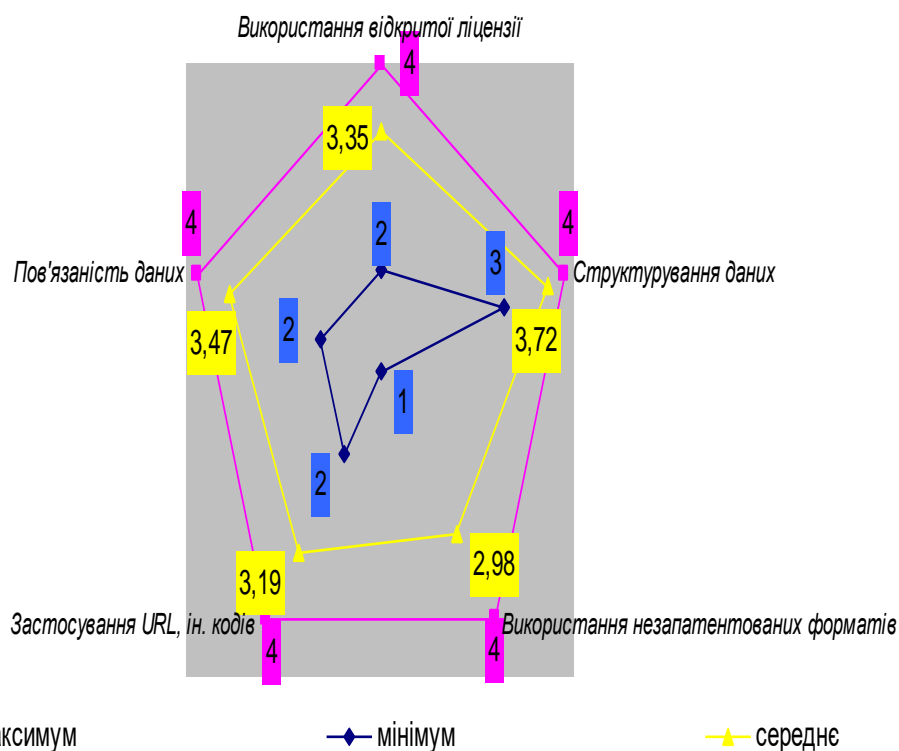 Використання відкритої ліцензії
4
3,35
4
4
2
3
Пов'язаність даних
Структурування даних
2
3,47
3,72
1
2
2,98
3,19
Застосування URL, ін. кодів
Використання незапатентованих форматів
4
4
аксимум
мінімум
середнє